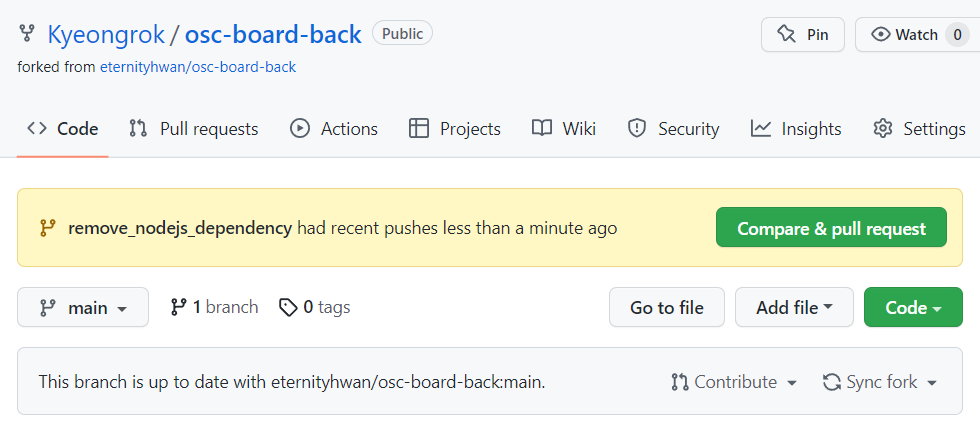 Kyeongrok / osc-board-back Public Pin Watch 0
forked from eternityhwan/osc-board-back
Code Pull requests Actions Projects Wiki Security Insights Settings
remove_nodejs_dependency had recent pushes less than a minute ago Compare & pull request
main 1 branch 0 tags Go to file Add file Code
This branch is up to date with eternityhwan/osc-board-back:main. Contribute Sync fork